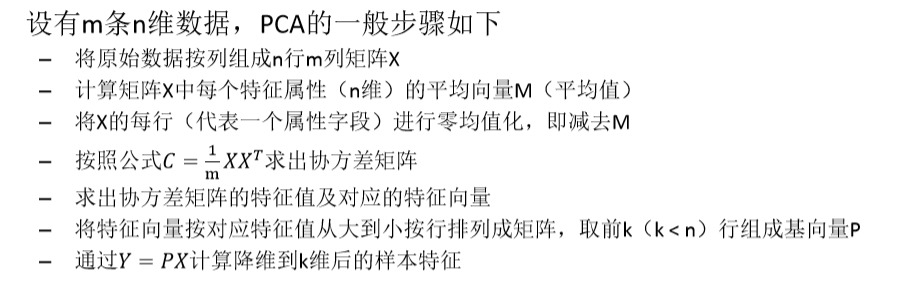 设有m条n维数据，PCA的一般步骤如下
– 将原始数据按列组成n行m列矩阵X
– 计算矩阵X中每个特征属性（n维）的平均向量M（平均值）
– 将X的每行（代表一个属性字段）进行零均值化，即减去M
– 按照公式C = 1/m XXᵀ求出协方差矩阵
– 求出协方差矩阵的特征值及对应的特征向量
– 将特征向量按对应特征值从大到小按行排列成矩阵，取前k（k < n）行组成基向量P
– 通过Y = PX计算降维到k维后的样本特征